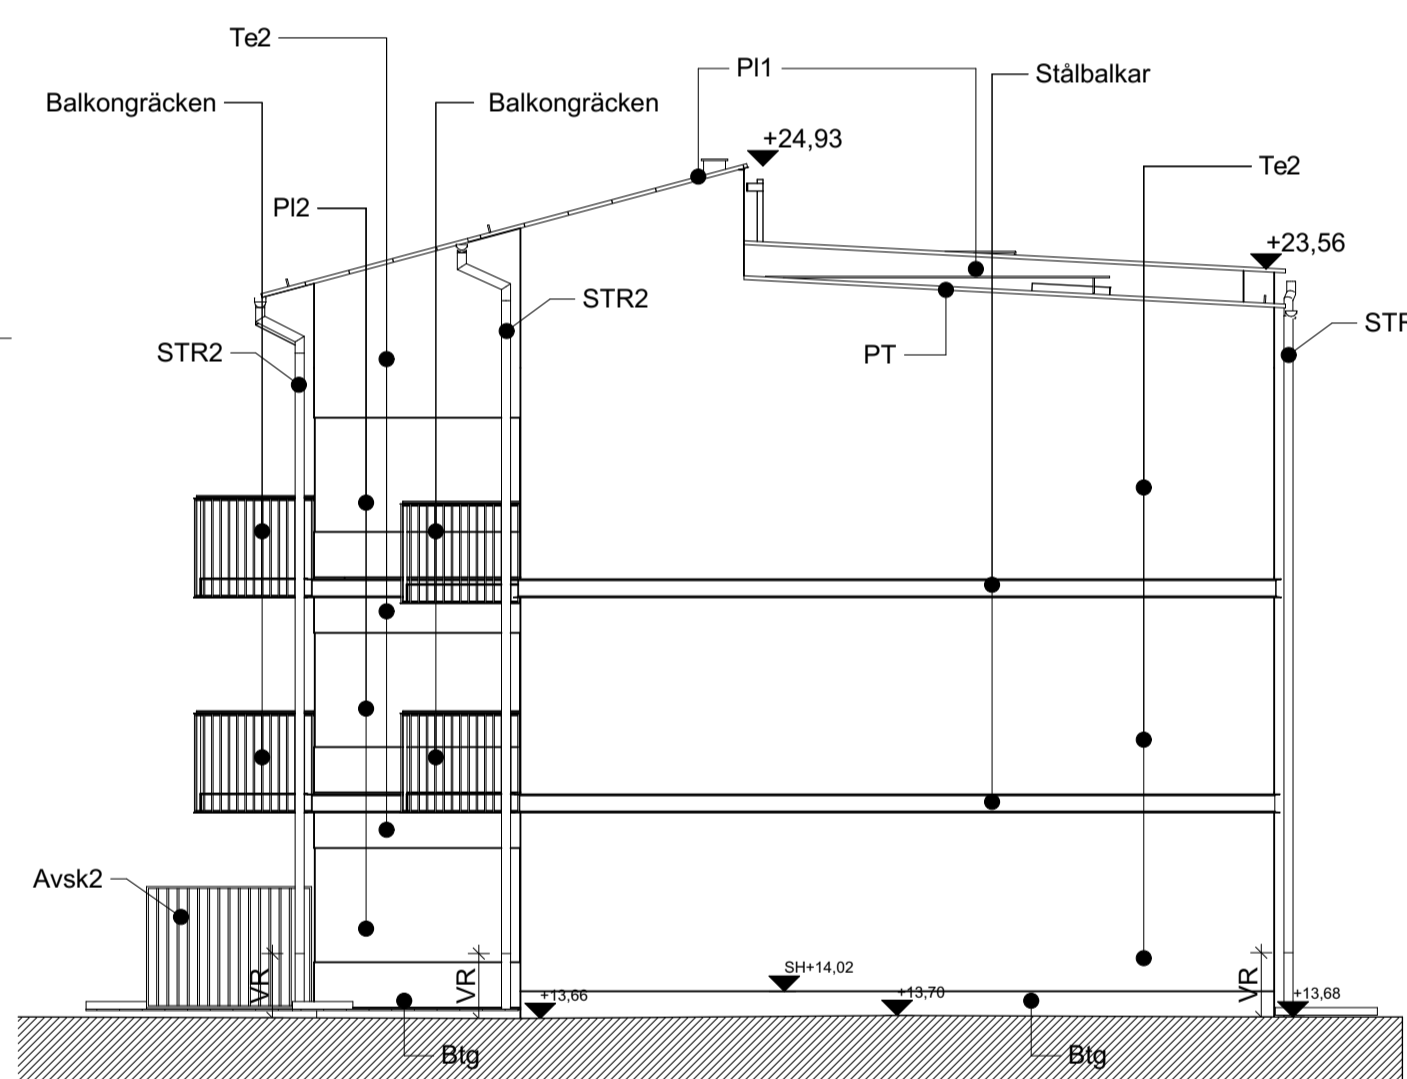 Te2
Pl1
Stålbalkar
Balkongräcken
Balkongräcken
+24,93
Te2
Pl2
+23,56
STR2
STR2
PT
Avsk2
SH+14,02
VR
VR
VR
+13,66
+13,70
+13,68
Btg
Btg